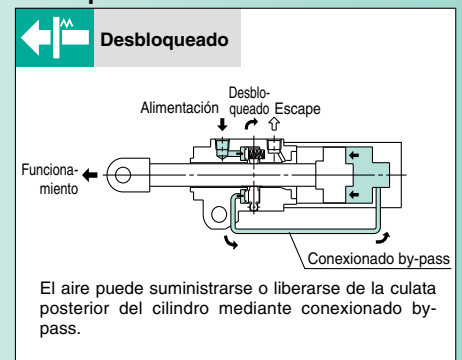 Desbloqueado
Desblo-
Alimentación queado Escape
Funciona-
miento
Conexionado by-pass
El aire puede suministrarse o liberarse de la culata
posterior del cilindro mediante conexionado by-
pass.